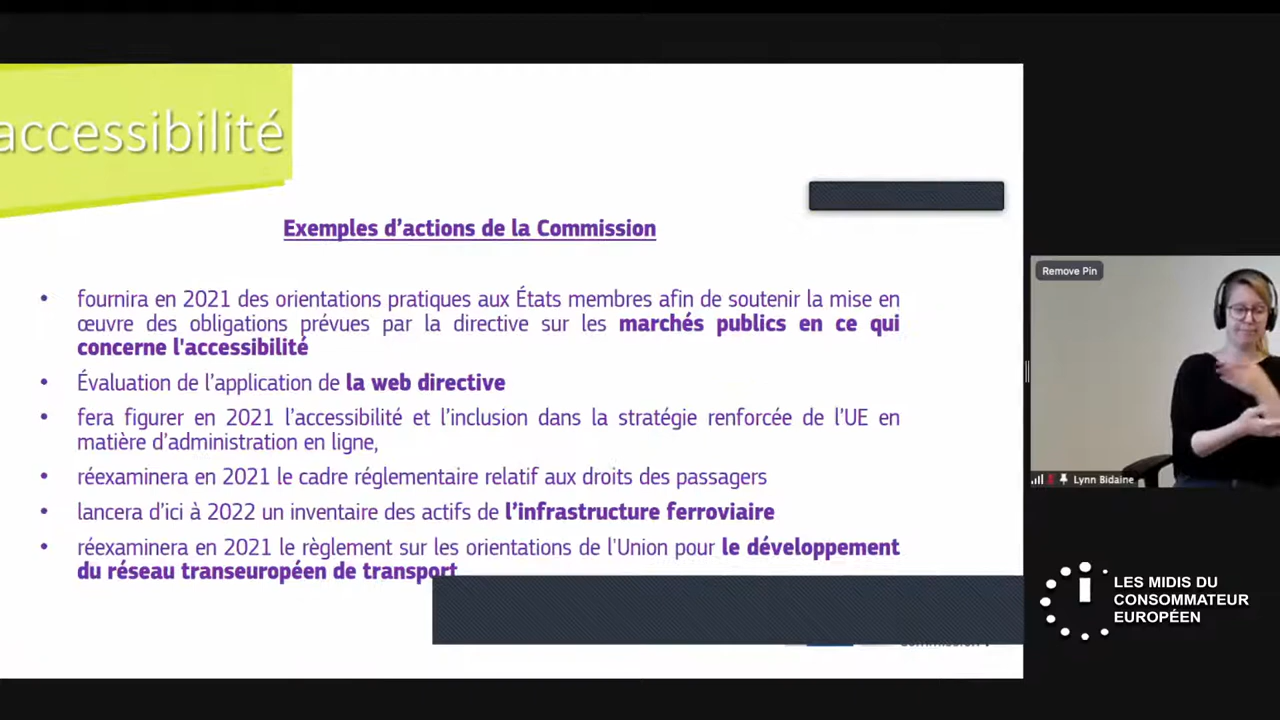 accessibilité
Exemples d’actions de la Commission
• fournira en 2021 des orientations pratiques aux États membres afin de soutenir la mise en
œuvre des obligations prévues par la directive sur les marchés publics en ce qui
concerne l'accessibilité
• Évaluation de l’application de la web directive
• fera figurer en 2021 l’accessibilité et l’inclusion dans la stratégie renforcée de l’UE en
matière d’administration en ligne,
• réexaminera en 2021 le cadre réglementaire relatif aux droits des passagers
• lancera d’ici à 2022 un inventaire des actifs de l’infrastructure ferroviaire
• réexaminera en 2021 le règlement sur les orientations de l'Union pour le développement
du réseau transeuropéen de transport
Remove Pin
Lynn Bidaine
LES MIDIS DU
CONSOMMATEUR
EUROPÉEN